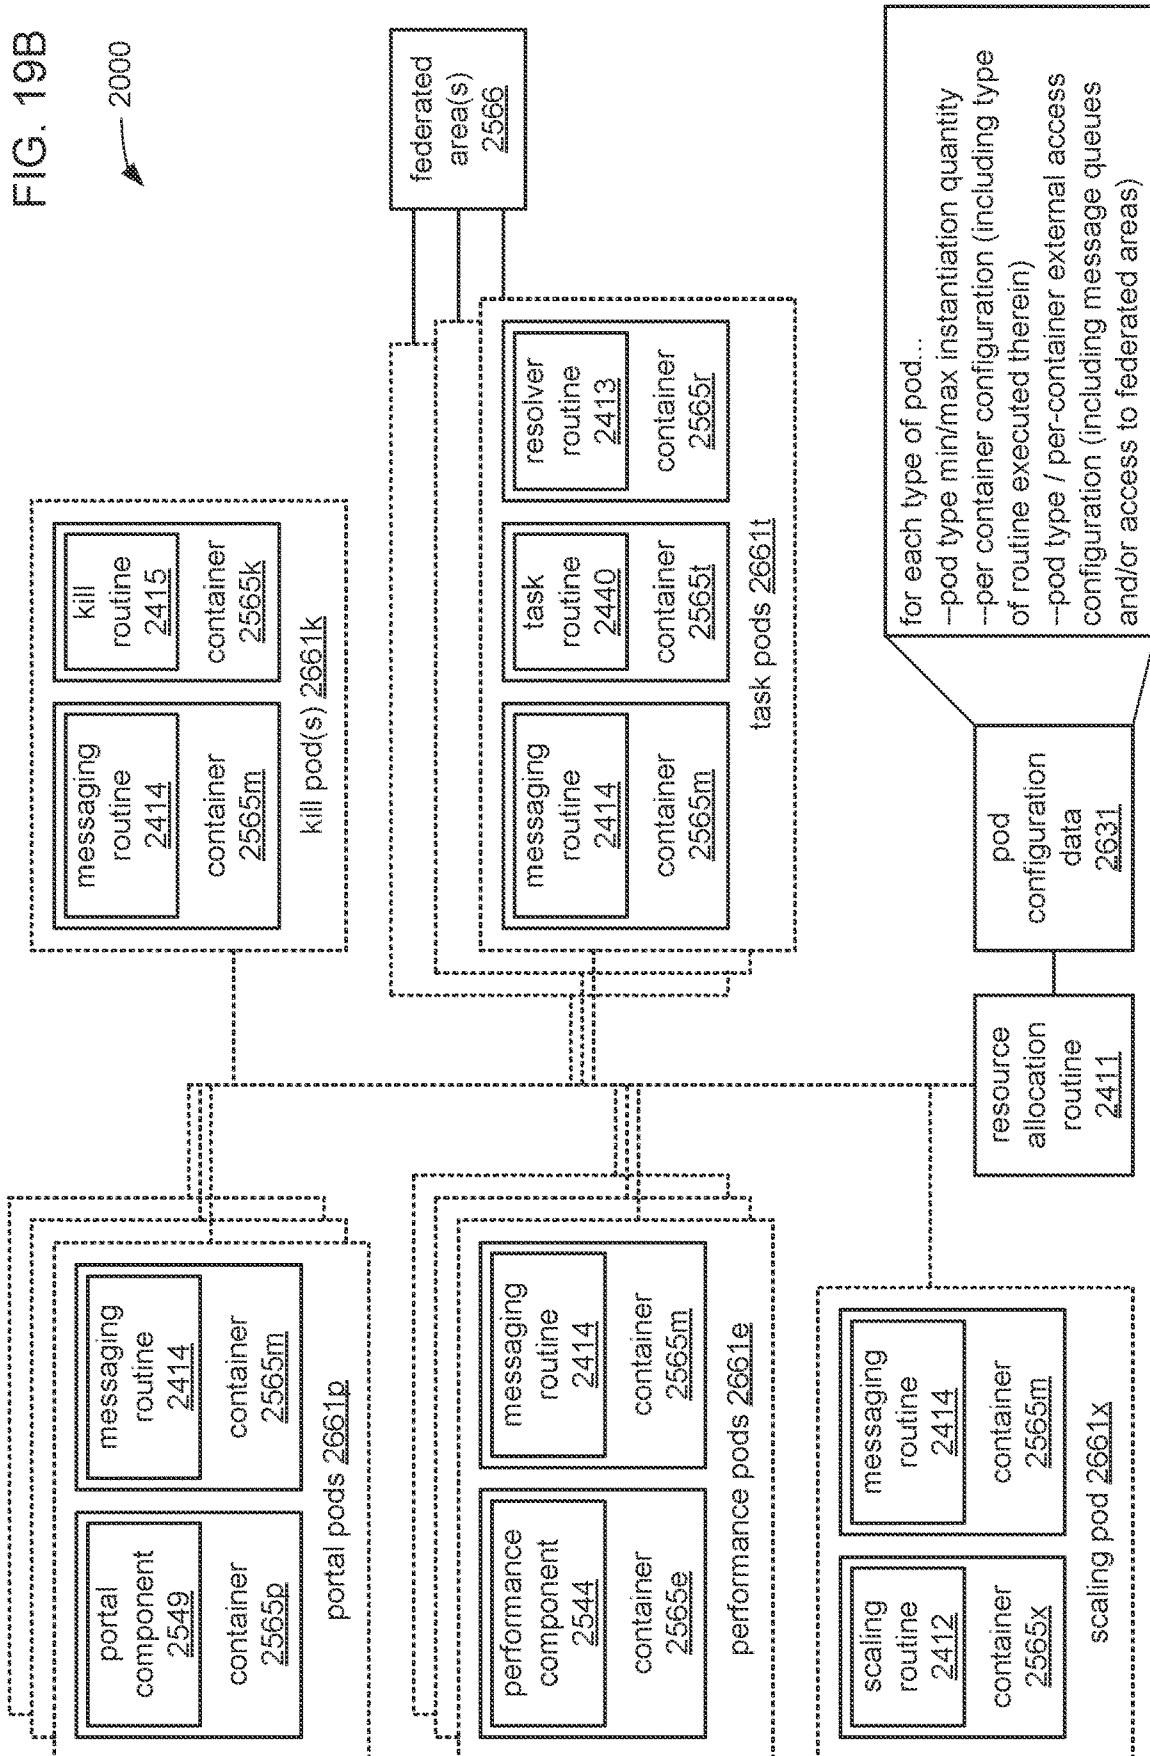 FIG. 19B
2000
portal
component
2549
container
2565p
messaging
routine
2414
container
2565m
portal pods 2661p
messaging
routine
2414
container
2565m
kill
routine
2415
container
2565k
kill pod(s) 2661k
performance
component
2544
container
2565e
messaging
routine
2414
container
2565m
performance pods 2661e
messaging
routine
2414
container
2565m
task
routine
2440
container
2565t
resolver
routine
2413
container
2565r
task pods 2661t
federated
area(s)
2566
scaling
routine
2412
container
2565x
messaging
routine
2414
container
2565m
scaling pod 2661x
resource
allocation
routine
2411
pod
configuration
data
2631
for each type of pod...
--pod type min/max instantiation quantity
--per container configuration (including type
of routine executed therein)
--pod type / per-container external access
configuration (including message queues
and/or access to federated areas)